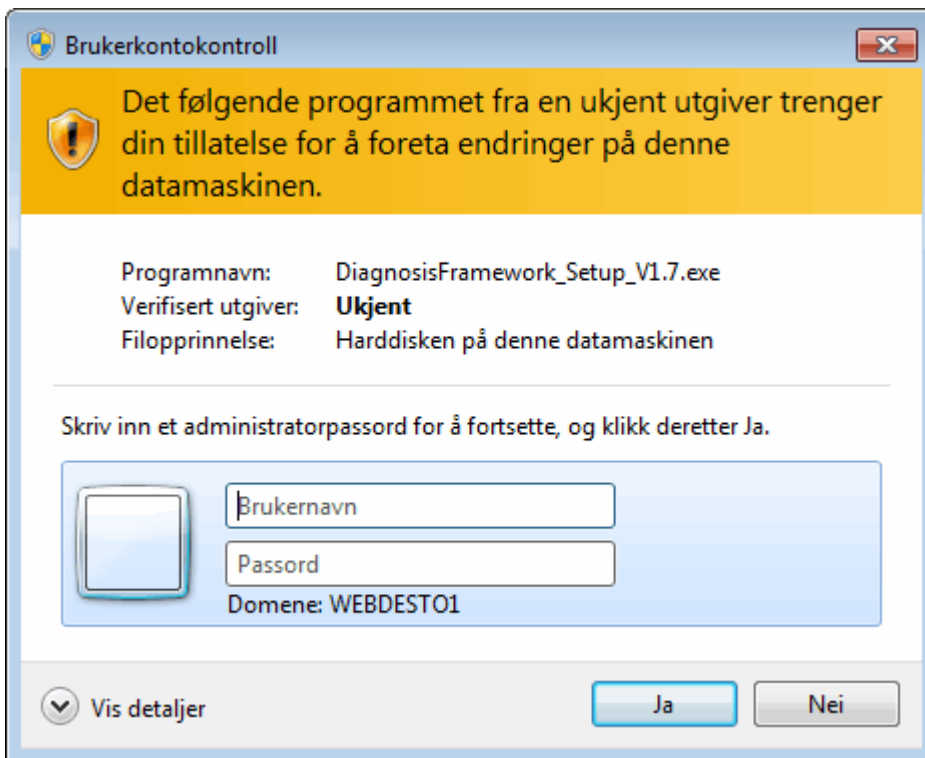 Brukerkontokontroll
Det følgende programmet fra en ukjent utgiver trenger
din tillatelse for å foreta endringer på denne
datamaskinen.
Programnavn: DiagnosisFramework_Setup_V1.7.exe
Verifisert utgiver: Ukjent
Filopprinnelse: Harddisken på denne datamaskinen
Skriv inn et administratorpassord for å fortsette, og klikk deretter Ja.
Brukernavn
Passord
Domene: WEBDESTO1
Vis detaljer Ja Nei